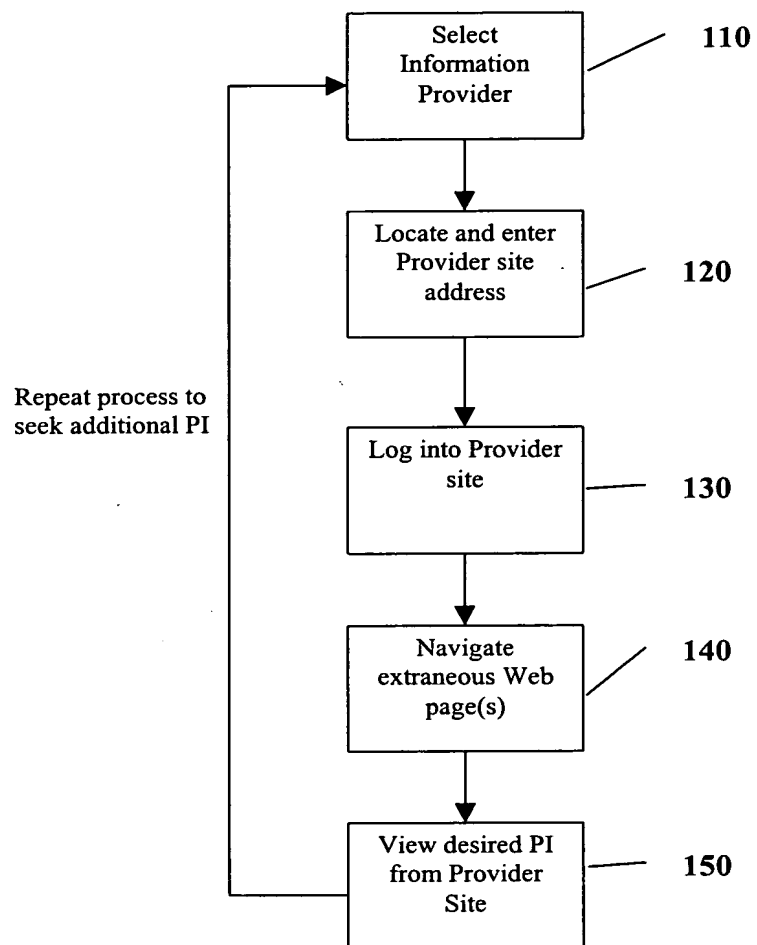 Select
Information
Provider
110
Locate and enter
Provider site
address
120
Repeat process to
seek additional PI
Log into Provider
site
130
Navigate
extraneous Web
page(s)
140
View desired PI
from Provider
Site
150